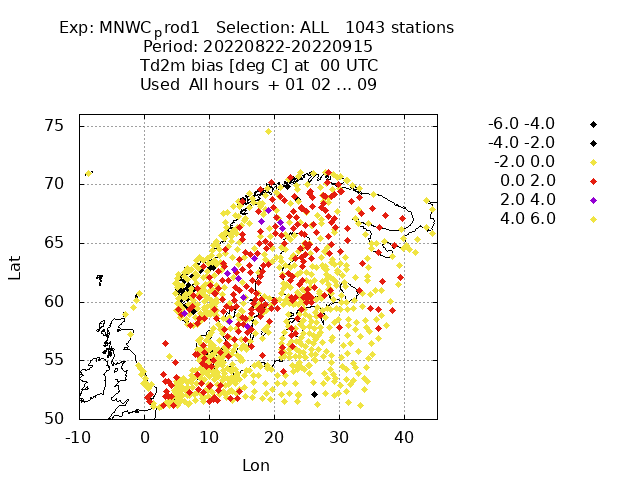 Exp: MNWCprod1   Selection: ALL   1043 stations
Period: 20220822-20220915
Td2m bias [deg C] at  00 UTC
Used  All hours  + 01 02 ... 09
-6.0 -4.0
-4.0 -2.0
-2.0 0.0
0.0 2.0
2.0 4.0
4.0 6.0
75
70
65
60
55
50
Lat
-10 0 10 20 30 40
Lon